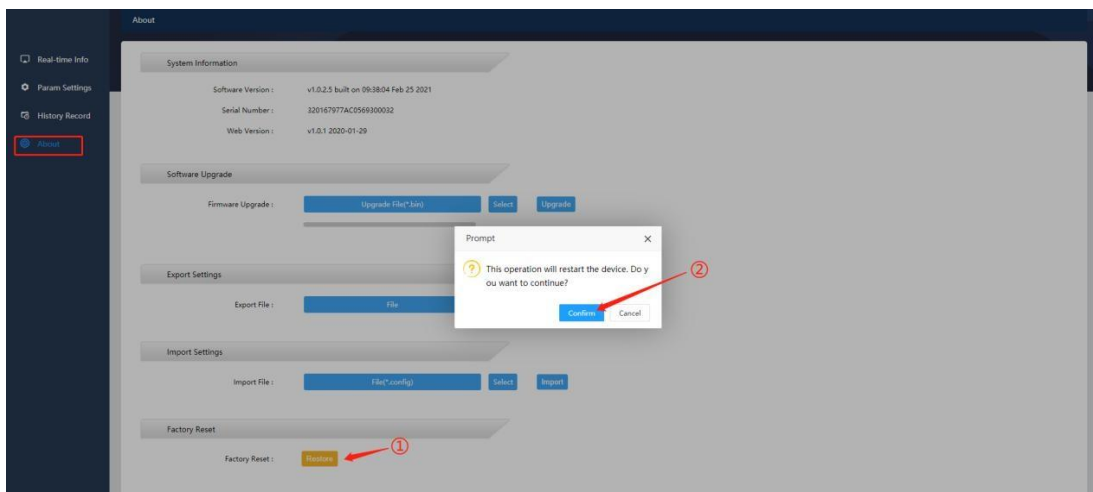 About
Real-time Info
Param Settings
History Record
About
System Information
Software Version : v1.0.2.5 built on 09:38:04 Feb 25 2021
Serial Number : 320167977AC0569300032
Web Version : v1.0.1 2020-01-29
Software Upgrade
Firmware Upgrade : Upgrade File(*.bin) Select Upgrade
Prompt
This operation will restart the device. Do y
ou want to continue?
②
Confirm Cancel
Export Settings
Export File : File
Import Settings
Import File : File(*.config) Select Import
Factory Reset
①
Factory Reset : Restore